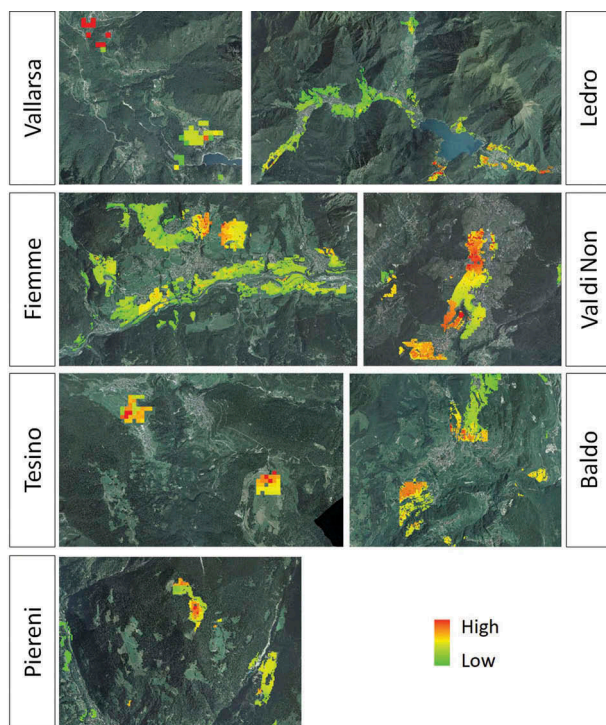 Vallarsa
Ledro
Fiemme
Val di Non
Tesino
Baldo
Piereni
High
Low